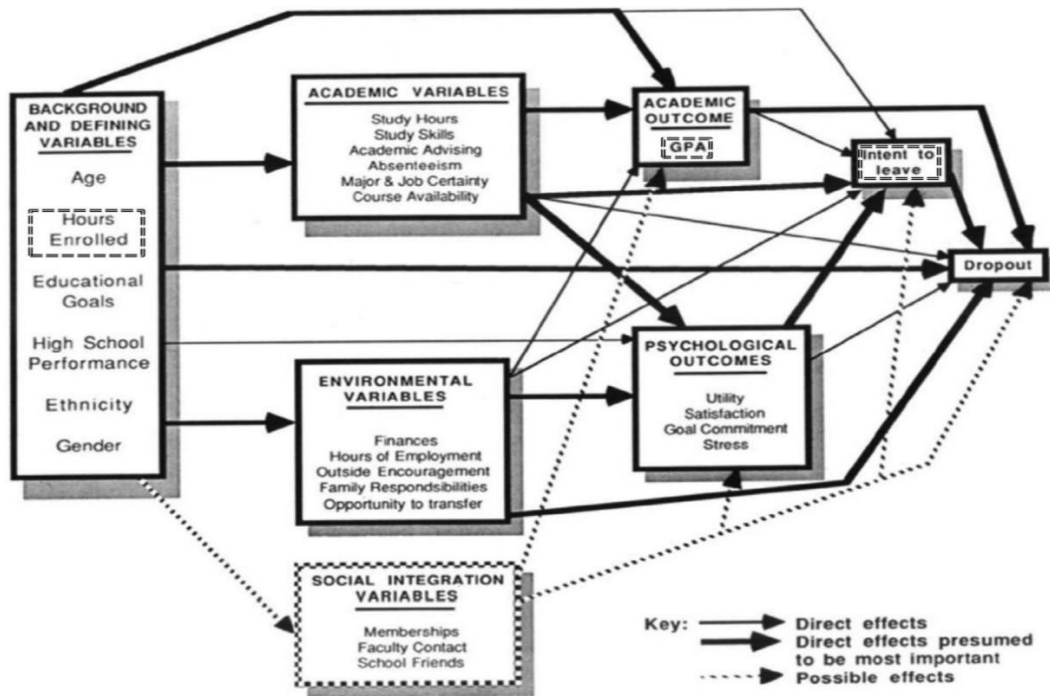 BACKGROUND
AND DEFINING
VARIABLES
Age
Hours
Enrolled
Educational
Goals
High School
Performance
Ethnicity
Gender
ACADEMIC VARIABLES
Study Hours
Study Skills
Academic Advising
Absenteeism
Major & Job Certainty
Course Availability
ENVIRONMENTAL
VARIABLES
Finances
Hours of Employment
Outside Encouragement
Family Respondsibilities
Opportunity to transfer
SOCIAL INTEGRATION
VARIABLES
Memberships
Faculty Contact
School Friends
ACADEMIC
OUTCOME
GPA
PSYCHOLOGICAL
OUTCOMES
Utility
Satisfaction
Goal Commitment
Stress
Intent to
leave
Dropout
Key: Direct effects
Direct effects presumed
to be most important
Possible effects